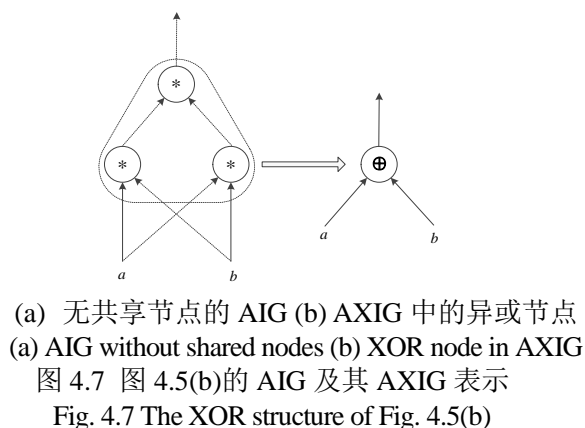 *
* *
⊕
a b
a b
(a) 无共享节点的 AIG (b) AXIG 中的异或节点
(a) AIG without shared nodes (b) XOR node in AXIG
图 4.7 图 4.5(b)的 AIG 及其 AXIG 表示
Fig. 4.7 The XOR structure of Fig. 4.5(b)